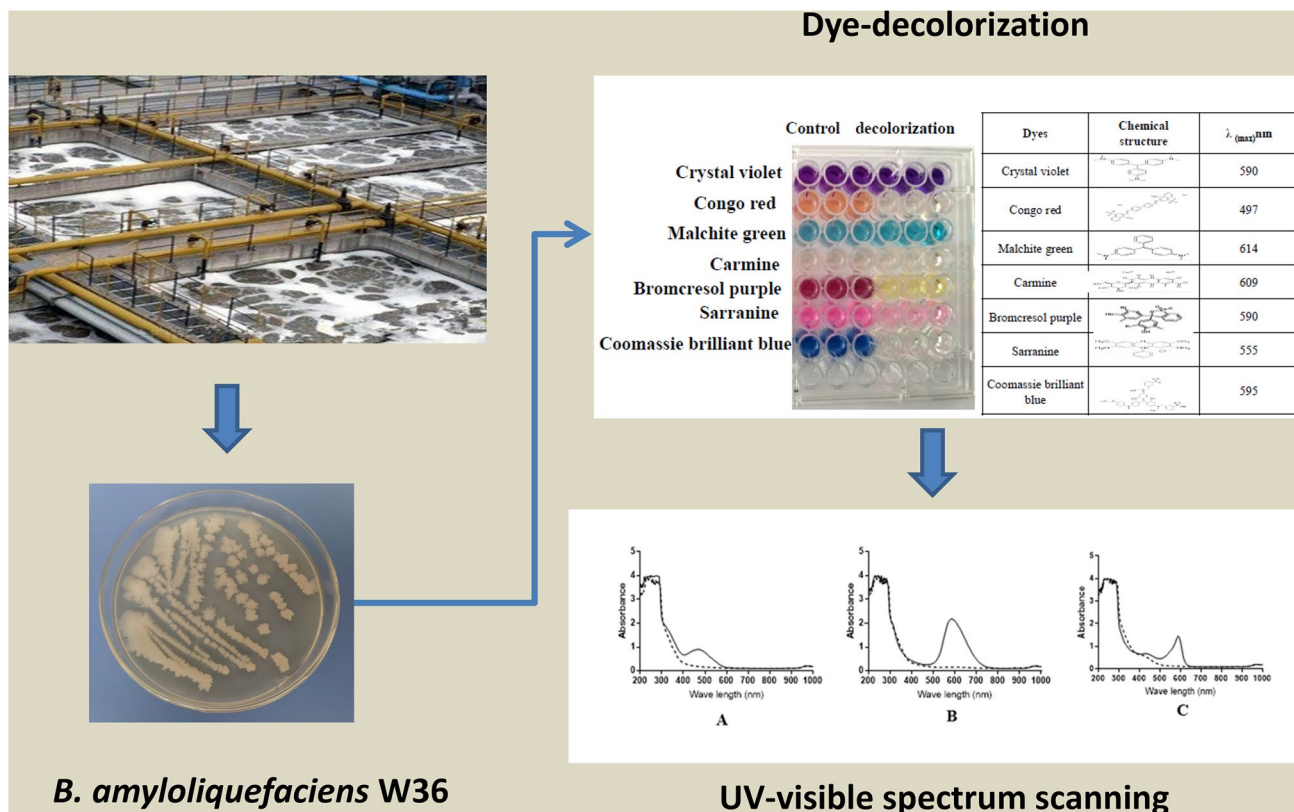 Dye-decolorization
Control decolorization
Crystal violet
Congo red
Malchite green
Carmine
Bromcresol purple
Sarranine
Coomassie brilliant blue
Dyes Chemical structure λ (max)nm
Crystal violet 590
Congo red 497
Malchite green 614
Carmine 609
Bromcresol purple 590
Sarranine 555
Coomassie brilliant
blue 595
Absorbance
5
4
3
2
1
0
200 300 400 500 600 700 800 900 1000
Wave length (nm)
A
Absorbance
5
4
3
2
1
0
200 300 400 500 600 700 800 900 1000
Wave length (nm)
B
Absorbance
5
4
3
2
1
0
200 300 400 500 600 700 800 900 1000
Wave length (nm)
C
B. amyloliquefaciens W36
UV-visible spectrum scanning